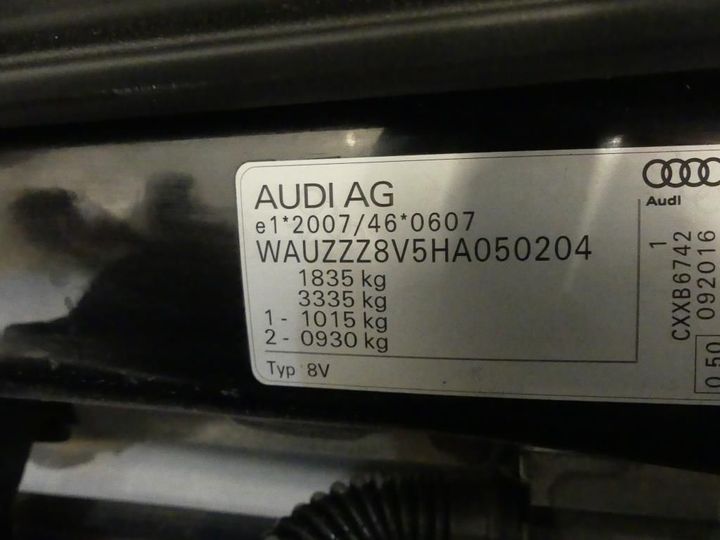 AUDI AG
e1*2007/46*0607
WAUZZZ8V5HA050204
1835 kg
3335 kg
1 - 1015 kg
2 - 0930 kg
Typ 8V
Audi
1
CXXB6742
092016
0.50